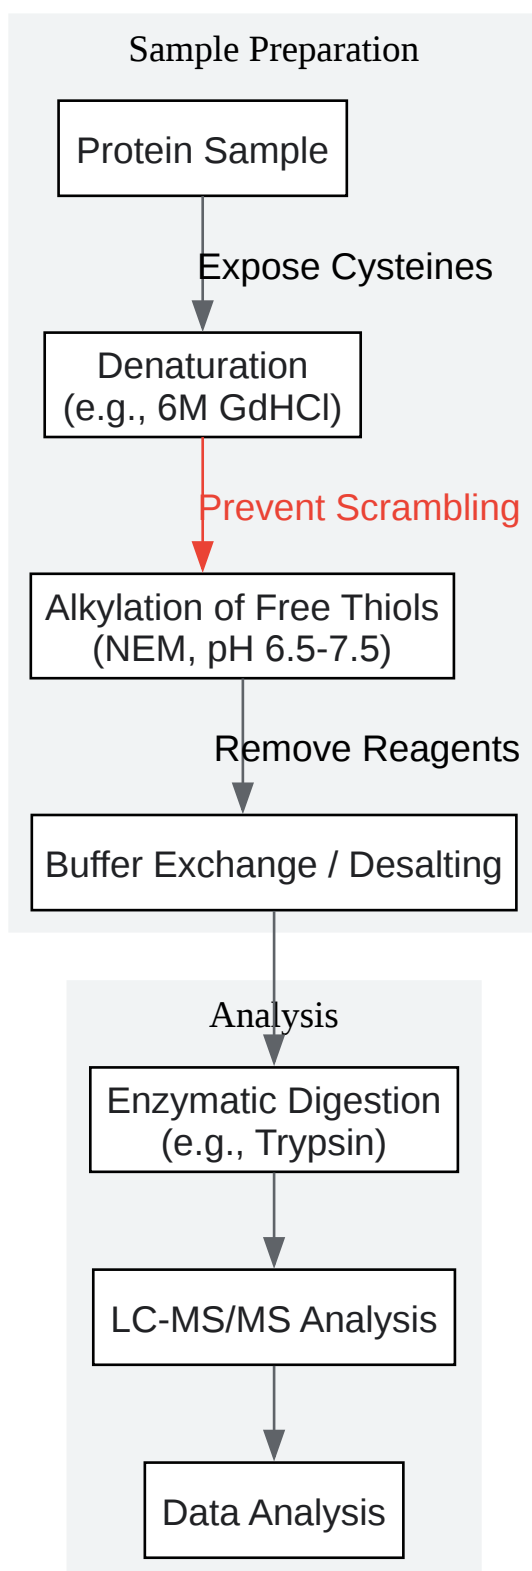 Sample Preparation
Protein Sample
Expose Cysteines
Denaturation
(e.g., 6M GdHCl)
Prevent Scrambling
Alkylation of Free Thiols
(NEM, pH 6.5-7.5)
Remove Reagents
Buffer Exchange / Desalting
Analysis
Enzymatic Digestion
(e.g., Trypsin)
LC-MS/MS Analysis
Data Analysis